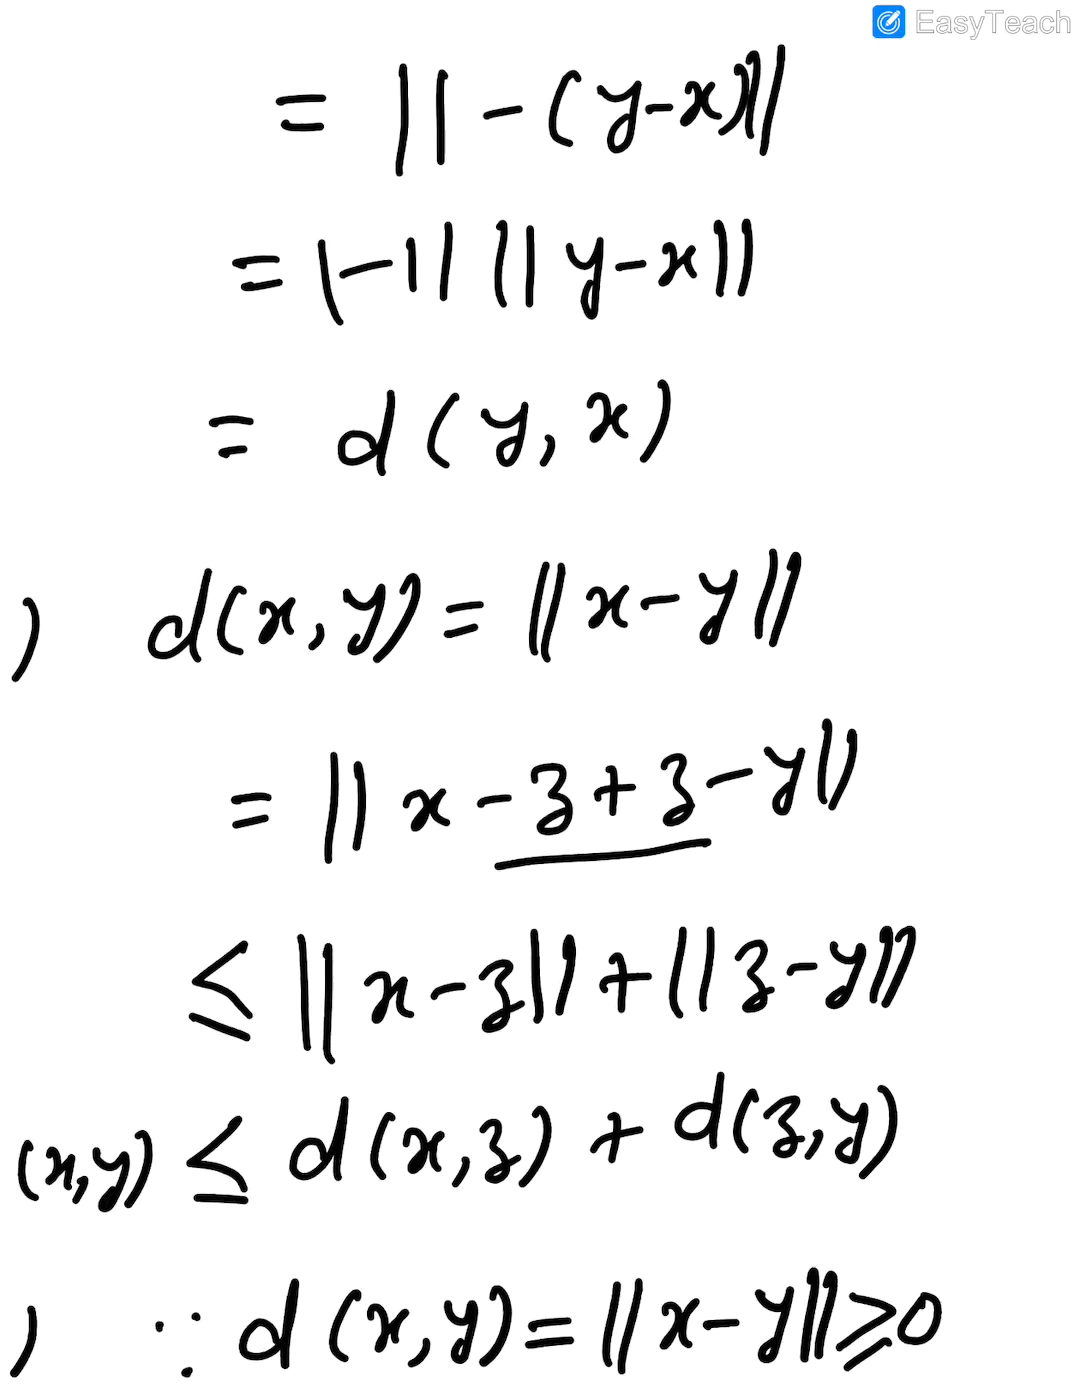 EasyTeach
= ||-(y-x)||
= |-1| ||y-x||
= d(y, x)
) d(x, y) = ||x-y||
= ||x-z+z-y||
≤ ||x-z|| + ||z-y||
(x,y) ≤ d(x,z) + d(z,y)
) ∵ d(x,y) = ||x-y|| ≥ 0